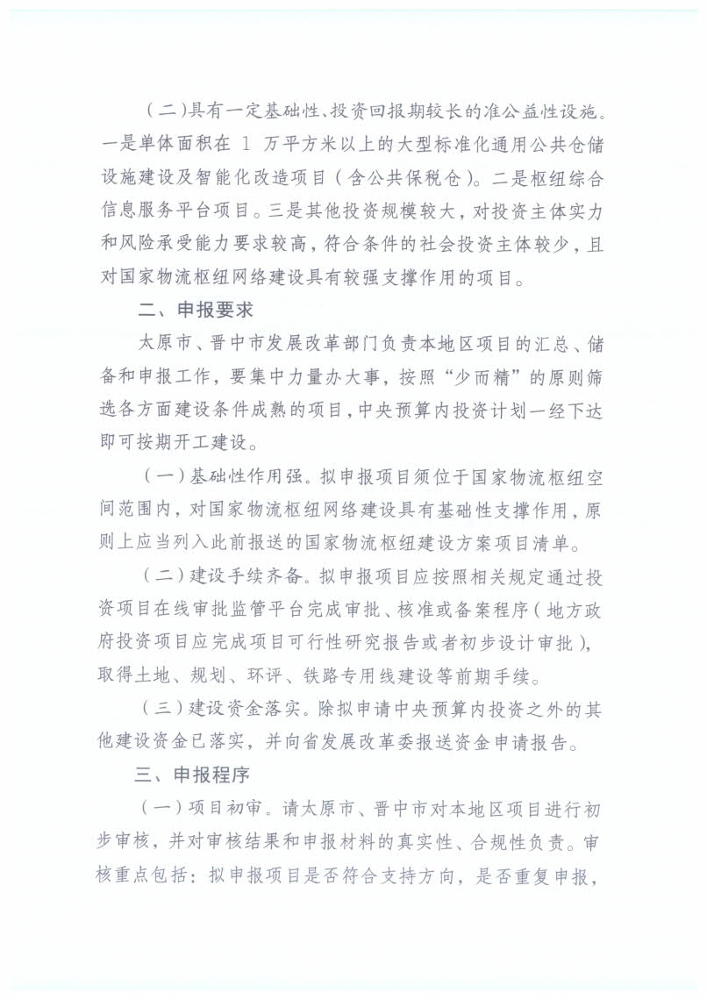 （二）具有一定基础性、投资回报期较长的准公益性设施。
一是单体面积在 1 万平方米以上的大型标准化通用公共仓储
设施建设及智能化改造项目（含公共保税仓）。二是枢纽综合
信息服务平台项目。三是其他投资规模较大，对投资主体实力
和风险承受能力要求较高，符合条件的社会投资主体较少，且
对国家物流枢纽网络建设具有较强支撑作用的项目。
二、申报要求
太原市、晋中市发展改革部门负责本地区项目的汇总、储
备和申报工作，要集中力量办大事，按照“少而精”的原则筛
选各方面建设条件成熟的项目，中央预算内投资计划一经下达
即可按期开工建设。
（一）基础性作用强。拟申报项目须位于国家物流枢纽空
间范围内，对国家物流枢纽网络建设具有基础性支撑作用，原
则上应当列入此前报送的国家物流枢纽建设方案项目清单。
（二）建设手续齐备。拟申报项目应按照相关规定通过投
资项目在线审批监管平台完成审批、核准或备案程序（地方政
府投资项目应完成项目可行性研究报告或者初步设计审批），
取得土地、规划、环评、铁路专用线建设等前期手续。
（三）建设资金落实。除拟申请中央预算内投资之外的其
他建设资金已落实，并向省发展改革委报送资金申请报告。
三、申报程序
（一）项目初审。请太原市、晋中市对本地区项目进行初
步审核，并对审核结果和申报材料的真实性、合规性负责。审
核重点包括：拟申报项目是否符合支持方向，是否重复申报，